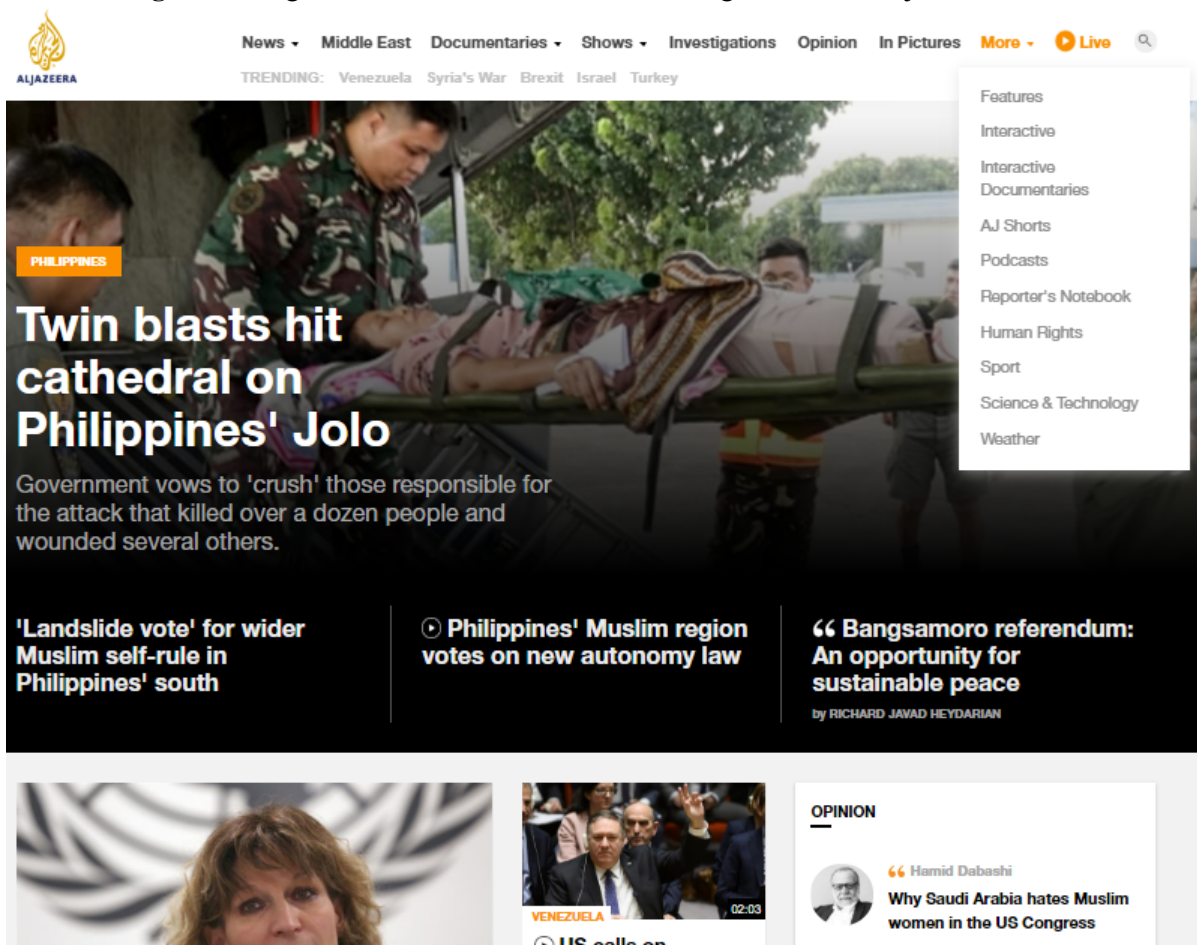 ALJAZEERA
News Middle East Documentaries Shows Investigations Opinion In Pictures More Live
TRENDING: Venezuela Syria's War Brexit Israel Turkey
Features
Interactive
Interactive
Documentaries
AJ Shorts
Podcasts
Reporter's Notebook
Human Rights
Sport
Science & Technology
Weather
PHILIPPINES
Twin blasts hit
cathedral on
Philippines' Jolo
Government vows to 'crush' those responsible for
the attack that killed over a dozen people and
wounded several others.
'Landslide vote' for wider
Muslim self-rule in
Philippines' south
Philippines' Muslim region
votes on new autonomy law
“ Bangsamoro referendum:
An opportunity for
sustainable peace
by RICHARD JAVAD HEYDARIAN
02:03
VENEZUELA
US calls on
OPINION
“ Hamid Dabashi
Why Saudi Arabia hates Muslim
women in the US Congress